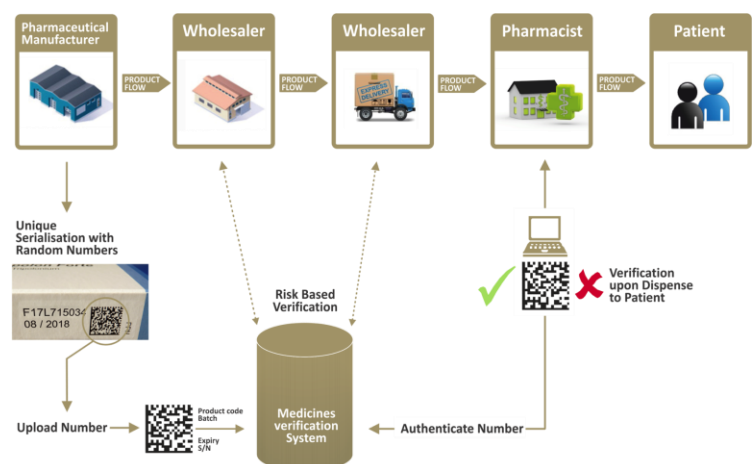 Pharmaceutical
Manufacturer
Wholesaler
Wholesaler
Pharmacist
Patient
PRODUCT
FLOW
PRODUCT
FLOW
EXPRESS
DELIVERY
PRODUCT
FLOW
PRODUCT
FLOW
Unique
Serialisation with
Random Numbers
F17L715034
08 / 2018
Risk Based
Verification
Verification
upon Dispense
to Patient
Upload Number
Product code
Batch
Expiry
S/N
Medicines
verification
System
Authenticate Number